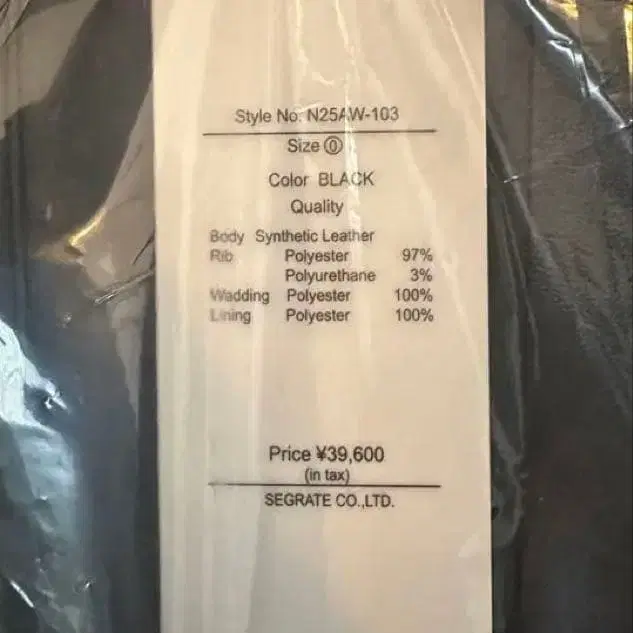 Style No. N25AW-103
Size ⓪
Color BLACK
Quality
Body Synthetic Leather
Rib Polyester 97%
Polyurethane 3%
Wadding Polyester 100%
Lining Polyester 100%
Price ¥39,600
(in tax)
SEGRATE CO.,LTD.